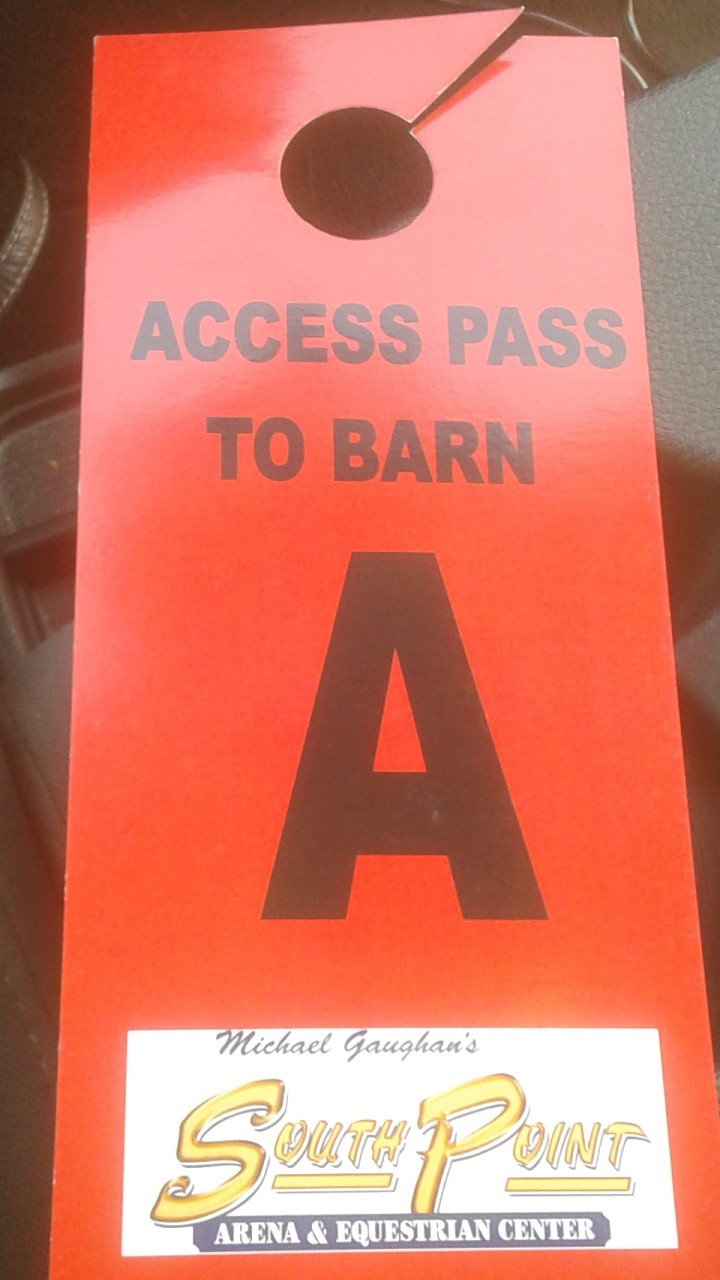 ACCESS PASS
TO BARN
A
Michael Gaughan's
SOUTH POINT
ARENA & EQUESTRIAN CENTER